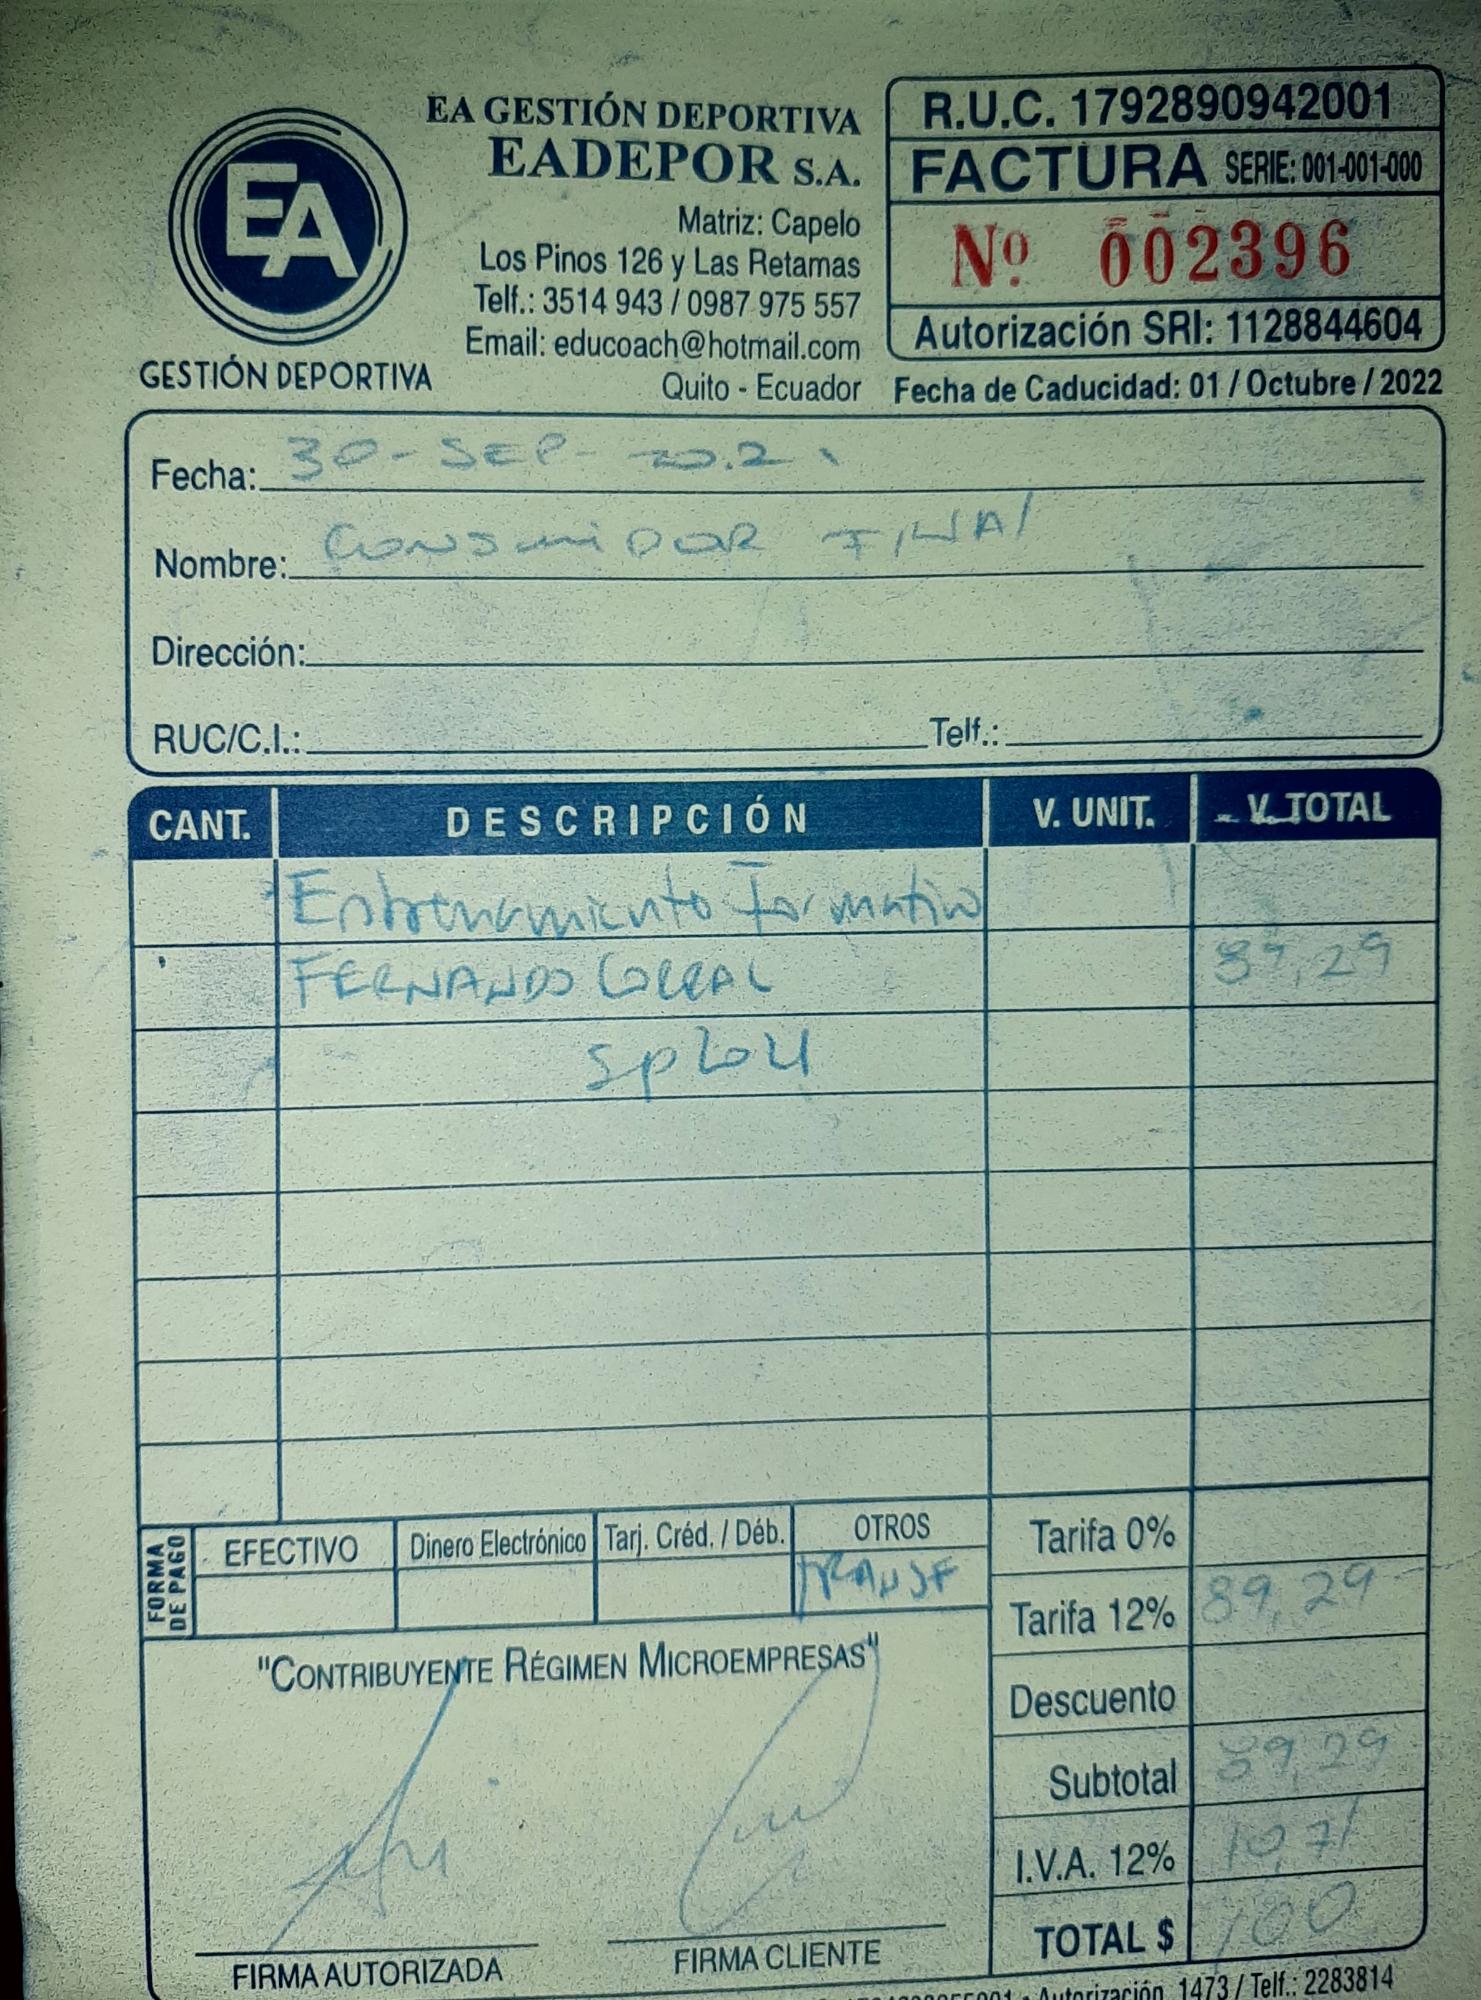 EA
GESTIÓN DEPORTIVA
EA GESTIÓN DEPORTIVA
EADEPOR S.A.
Matriz: Capelo
Los Pinos 126 y Las Retamas
Telf.: 3514 943 / 0987 975 557
Email: educoach@hotmail.com
Quito - Ecuador
R.U.C. 1792890942001
FACTURA SERIE: 001-001-000
Nº 002396
Autorización SRI: 1128844604
Fecha de Caducidad: 01 / Octubre / 2022
Fecha: 30-SEP-
Nombre: CONSUMIDOR FINAl
Dirección:
RUC/C.I.: Telf.:
CANT. DESCRIPCIÓN V. UNIT. V. TOTAL
Entrenamiento Formativo
FERNANDO CORRAL 89,29
FORMA DE PAGO EFECTIVO Dinero Electrónico Tarj. Créd. / Déb. OTROS
TRANSF
"CONTRIBUYENTE RÉGIMEN MICROEMPRESAS"
Tarifa 0%
Tarifa 12% 89,29
Descuento
Subtotal 89,29
I.V.A. 12% 10,71
TOTAL $ 100
FIRMA AUTORIZADA FIRMA CLIENTE
Autorización 1473 / Telf.: 2283814